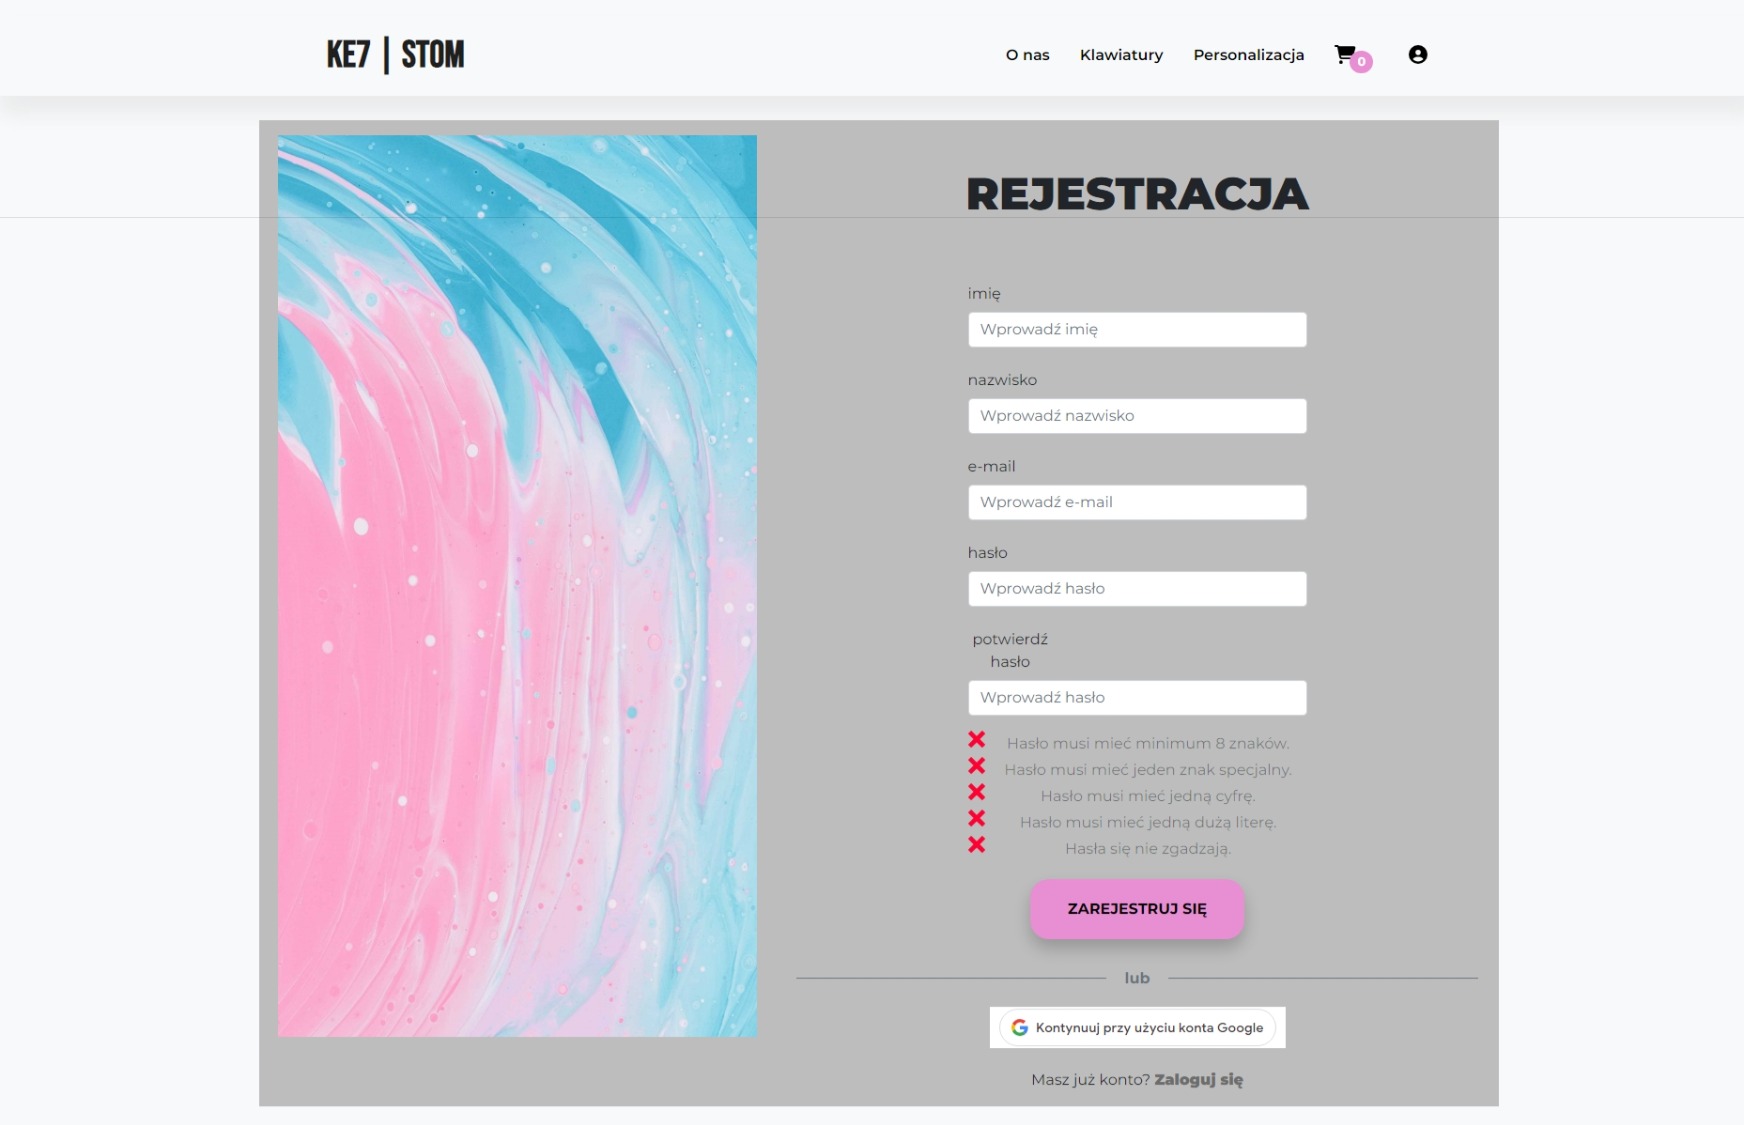 KE7 | STOM
O nas
Klawiatury
Personalizacja
0
REJESTRACJA
imię
Wprowadź imię
nazwisko
Wprowadź nazwisko
e-mail
Wprowadź e-mail
hasło
Wprowadź hasło
potwierdź
hasło
Wprowadź hasło
Hasło musi mieć minimum 8 znaków.
Hasło musi mieć jeden znak specjalny.
Hasło musi mieć jedną cyfrę.
Hasło musi mieć jedną dużą literę.
Hasła się nie zgadzają.
ZAREJESTRUJ SIĘ
lub
Kontynuuj przy użyciu konta Google
Masz już konto? Zaloguj się